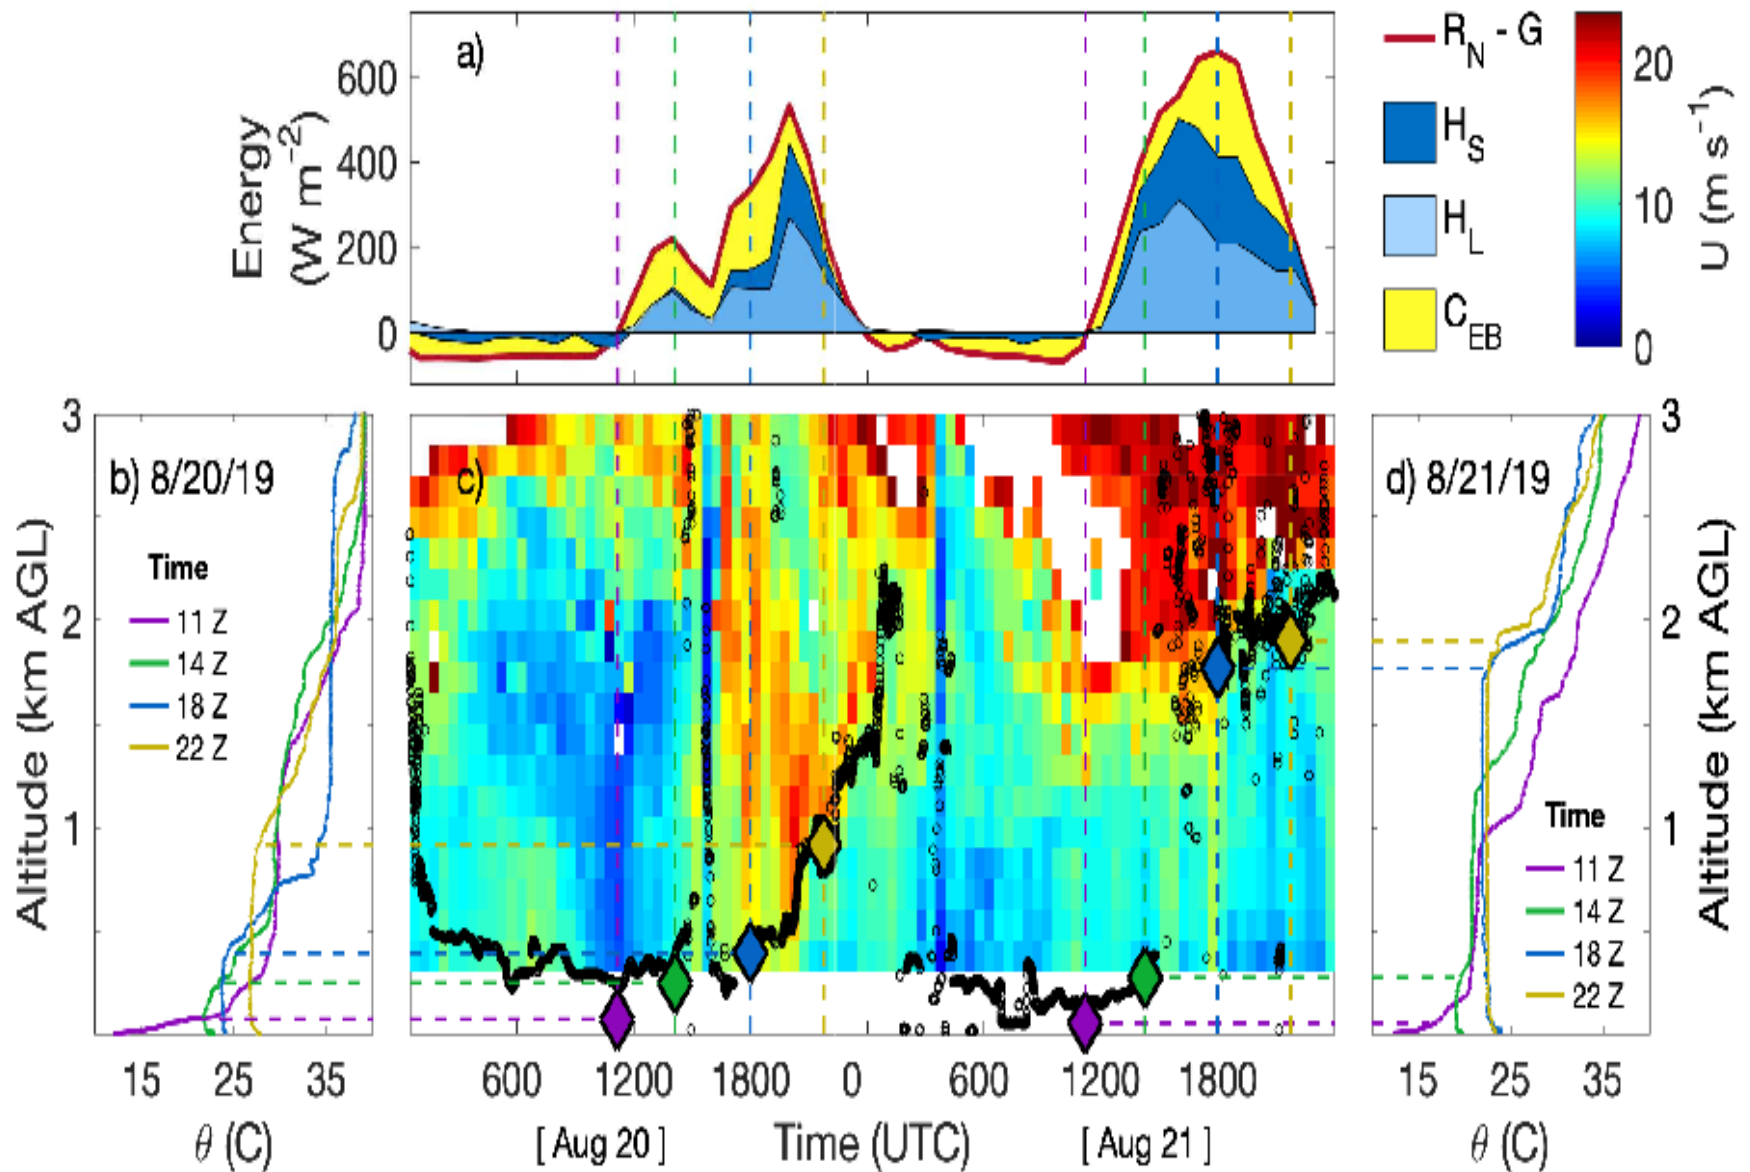 a)
600
400
200
0
Energy
(W m⁻²)
R_N - G
H_S
H_L
C_EB
20
10
0
U (m s⁻¹)
b) 8/20/19
3
2
1
Altitude (km AGL)
Time
11 Z
14 Z
18 Z
22 Z
15 25 35
θ (C)
c)
600 1200 1800 0 600 1200 1800
[ Aug 20 ] Time (UTC) [ Aug 21 ]
d) 8/21/19
3
2
1
Altitude (km AGL)
Time
11 Z
14 Z
18 Z
22 Z
15 25 35
θ (C)